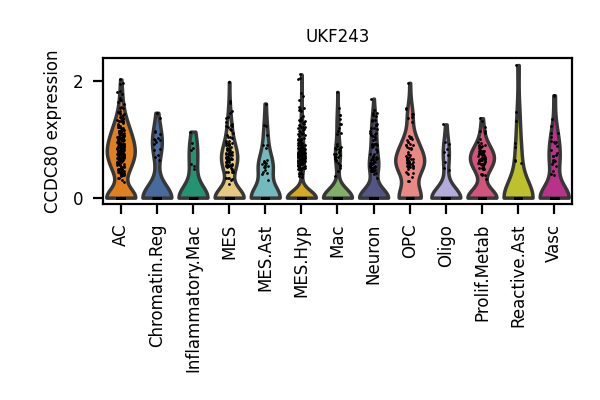 UKF243
CCDC80 expression
2
0
AC
Chromatin.Reg
Inflammatory.Mac
MES
MES.Ast
MES.Hyp
Mac
Neuron
OPC
Oligo
Prolif.Metab
Reactive.Ast
Vasc